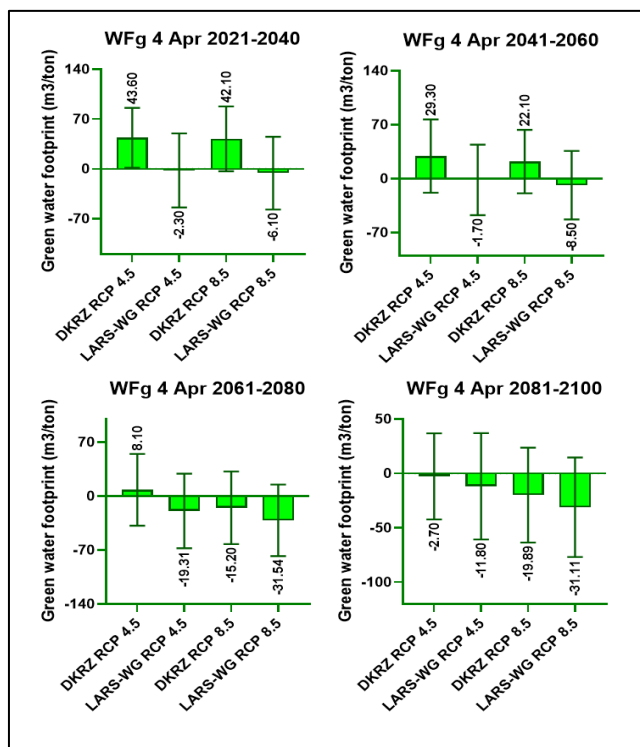 WFg 4 Apr 2021-2040
Green water footprint (m3/ton)
140
70
0
-70
43.60
-2.30
42.10
-6.10
DKRZ RCP 4.5
LARS-WG RCP 4.5
DKRZ RCP 8.5
LARS-WG RCP 8.5
WFg 4 Apr 2041-2060
Green water footprint (m3/ton)
140
70
0
-70
29.30
-1.70
22.10
-8.50
DKRZ RCP 4.5
LARS-WG RCP 4.5
DKRZ RCP 8.5
LARS-WG RCP 8.5
WFg 4 Apr 2061-2080
Green water footprint (m3/ton)
70
0
-70
-140
8.10
-19.31
-15.20
-31.54
DKRZ RCP 4.5
LARS-WG RCP 4.5
DKRZ RCP 8.5
LARS-WG RCP 8.5
WFg 4 Apr 2081-2100
Green water footprint (m3/ton)
50
0
-50
-100
-2.70
-11.80
-19.89
-31.11
DKRZ RCP 4.5
LARS-WG RCP 4.5
DKRZ RCP 8.5
LARS-WG RCP 8.5